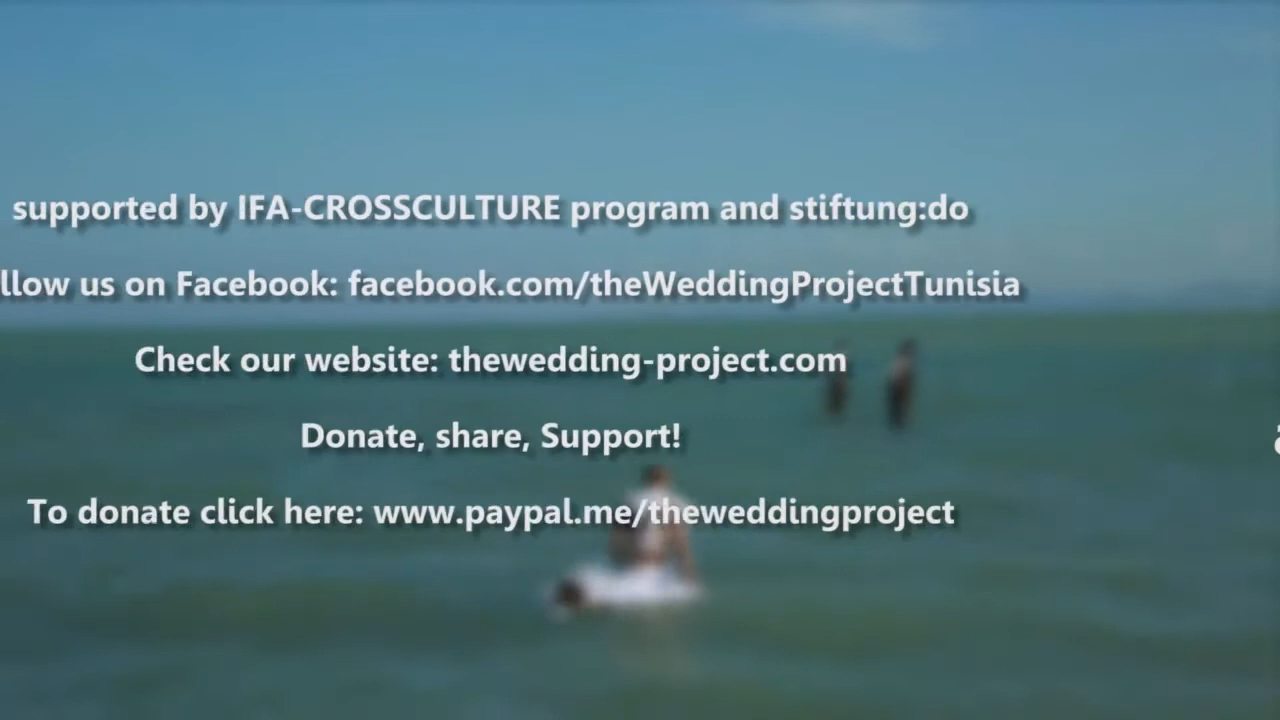 supported by IFA-CROSSCULTURE program and stiftung:do
llow us on Facebook: facebook.com/theWeddingProjectTunisia
Check our website: thewedding-project.com
Donate, share, Support!
To donate click here: www.paypal.me/theweddingproject